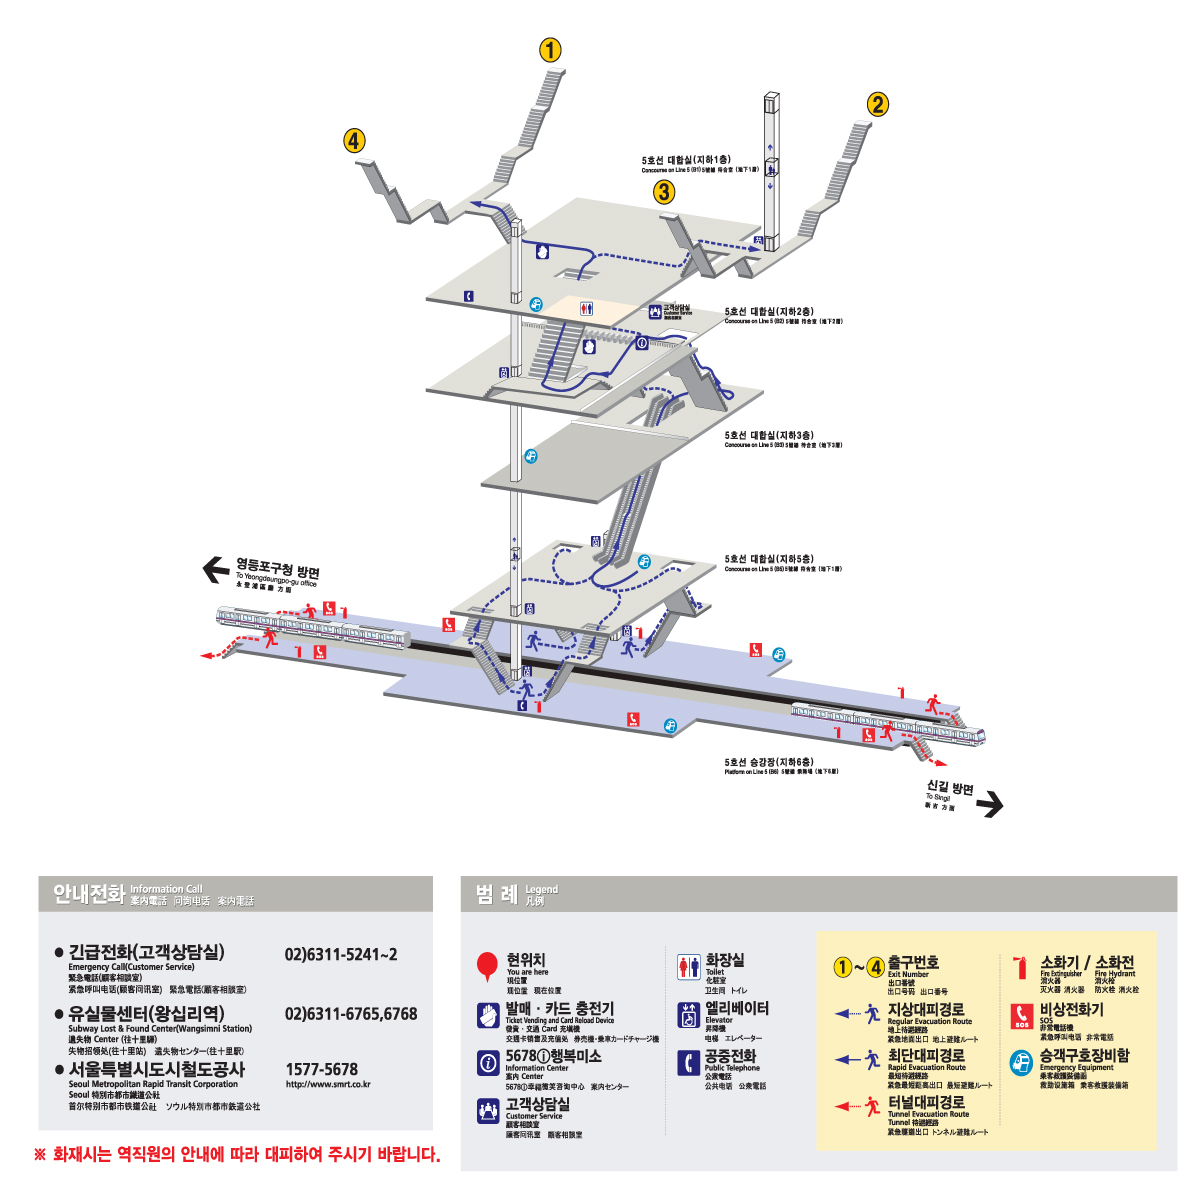 1
2
4
5호선 대합실(지하1층)
Concourse on Line 5 (B1) 5號線 待合室 (地下1層)
3
고객상담실
Customer Service
顧客相談室
5호선 대합실(지하2층)
Concourse on Line 5 (B2) 5號線 待合室 (地下2層)
5호선 대합실(지하3층)
Concourse on Line 5 (B3) 5號線 待合室 (地下3層)
영등포구청 방면
To Yeongdeungpo-gu office
永登浦區廳 方面
5호선 대합실(지하5층)
SOS
SOS
SOS
SOS
SOS
SOS
SOS
5호선 승강장(지하6층)
Platform on Line 5 (B6) 5號線 乘降場 (地下6層)
신길 방면
To Singil
新吉 方面
안내전화 Information Call
案內電話 问询电话 案内電話
● 긴급전화(고객상담실) 02)6311-5241~2
Emergency Call(Customer Service)
緊急電話(顧客相談室)
紧急呼叫电话(顾客问讯室) 緊急電話(顧客相談室)
● 유실물센터(왕십리역) 02)6311-6765,6768
Subway Lost & Found Center(Wangsimni Station)
遺失物 Center (往十里驛)
失物招领处(往十里站) 遺失物センター(往十里駅)
● 서울특별시도시철도공사 1577-5678
Seoul Metropolitan Rapid Transit Corporation http://www.smrt.co.kr
Seoul 特別市都市鐵道公社
首尔特别市都市铁道公社 ソウル特別市都市鉄道公社
※ 화재시는 역직원의 안내에 따라 대피하여 주시기 바랍니다.
범 례 Legend
凡例
현위치
You are here
現位置
现位置 現在位置
발매 · 카드 충전기
Ticket Vending and Card Reload Device
發賣 · 交通 Card 充塡機
交通卡销售及充值处 券売機・乗車カードチャージ機
5678ⓘ행복미소
Information Center
案內 Center
5678ⓘ幸福微笑咨询中心 案内センター
고객상담실
Customer Service
顧客相談室
顾客问讯室 顧客相談室
화장실
Toilet
化粧室
卫生间 トイレ
엘리베이터
Elevator
昇降機
电梯 エレベーター
공중전화
Public Telephone
公衆電話
公共电话 公衆電話
1~4 출구번호
Exit Number
出口番號
出口号码 出口番号
지상대피경로
Regular Evacuation Route
地上待避經路
紧急地面出口 地上避難ルート
최단대피경로
Rapid Evacuation Route
最短待避經路
紧急最短距离出口 最短避難ルート
터널대피경로
Tunnel Evacuation Route
Tunnel 待避經路
紧急隧道出口 トンネル避難ルート
소화기 / 소화전
Fire Extinguisher Fire Hydrant
消火器 消火栓
灭火器 消火器 防火栓 消火栓
SOS
비상전화기
SOS
非常電話機
紧急呼叫电话 非常電話
승객구호장비함
Emergency Equipment
乘客救護裝備函
救助设施箱 乗客救護装備箱